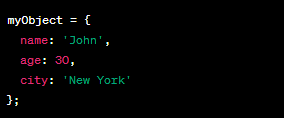 myObject = {
  name: 'John',
  age: 30,
  city: 'New York'
};